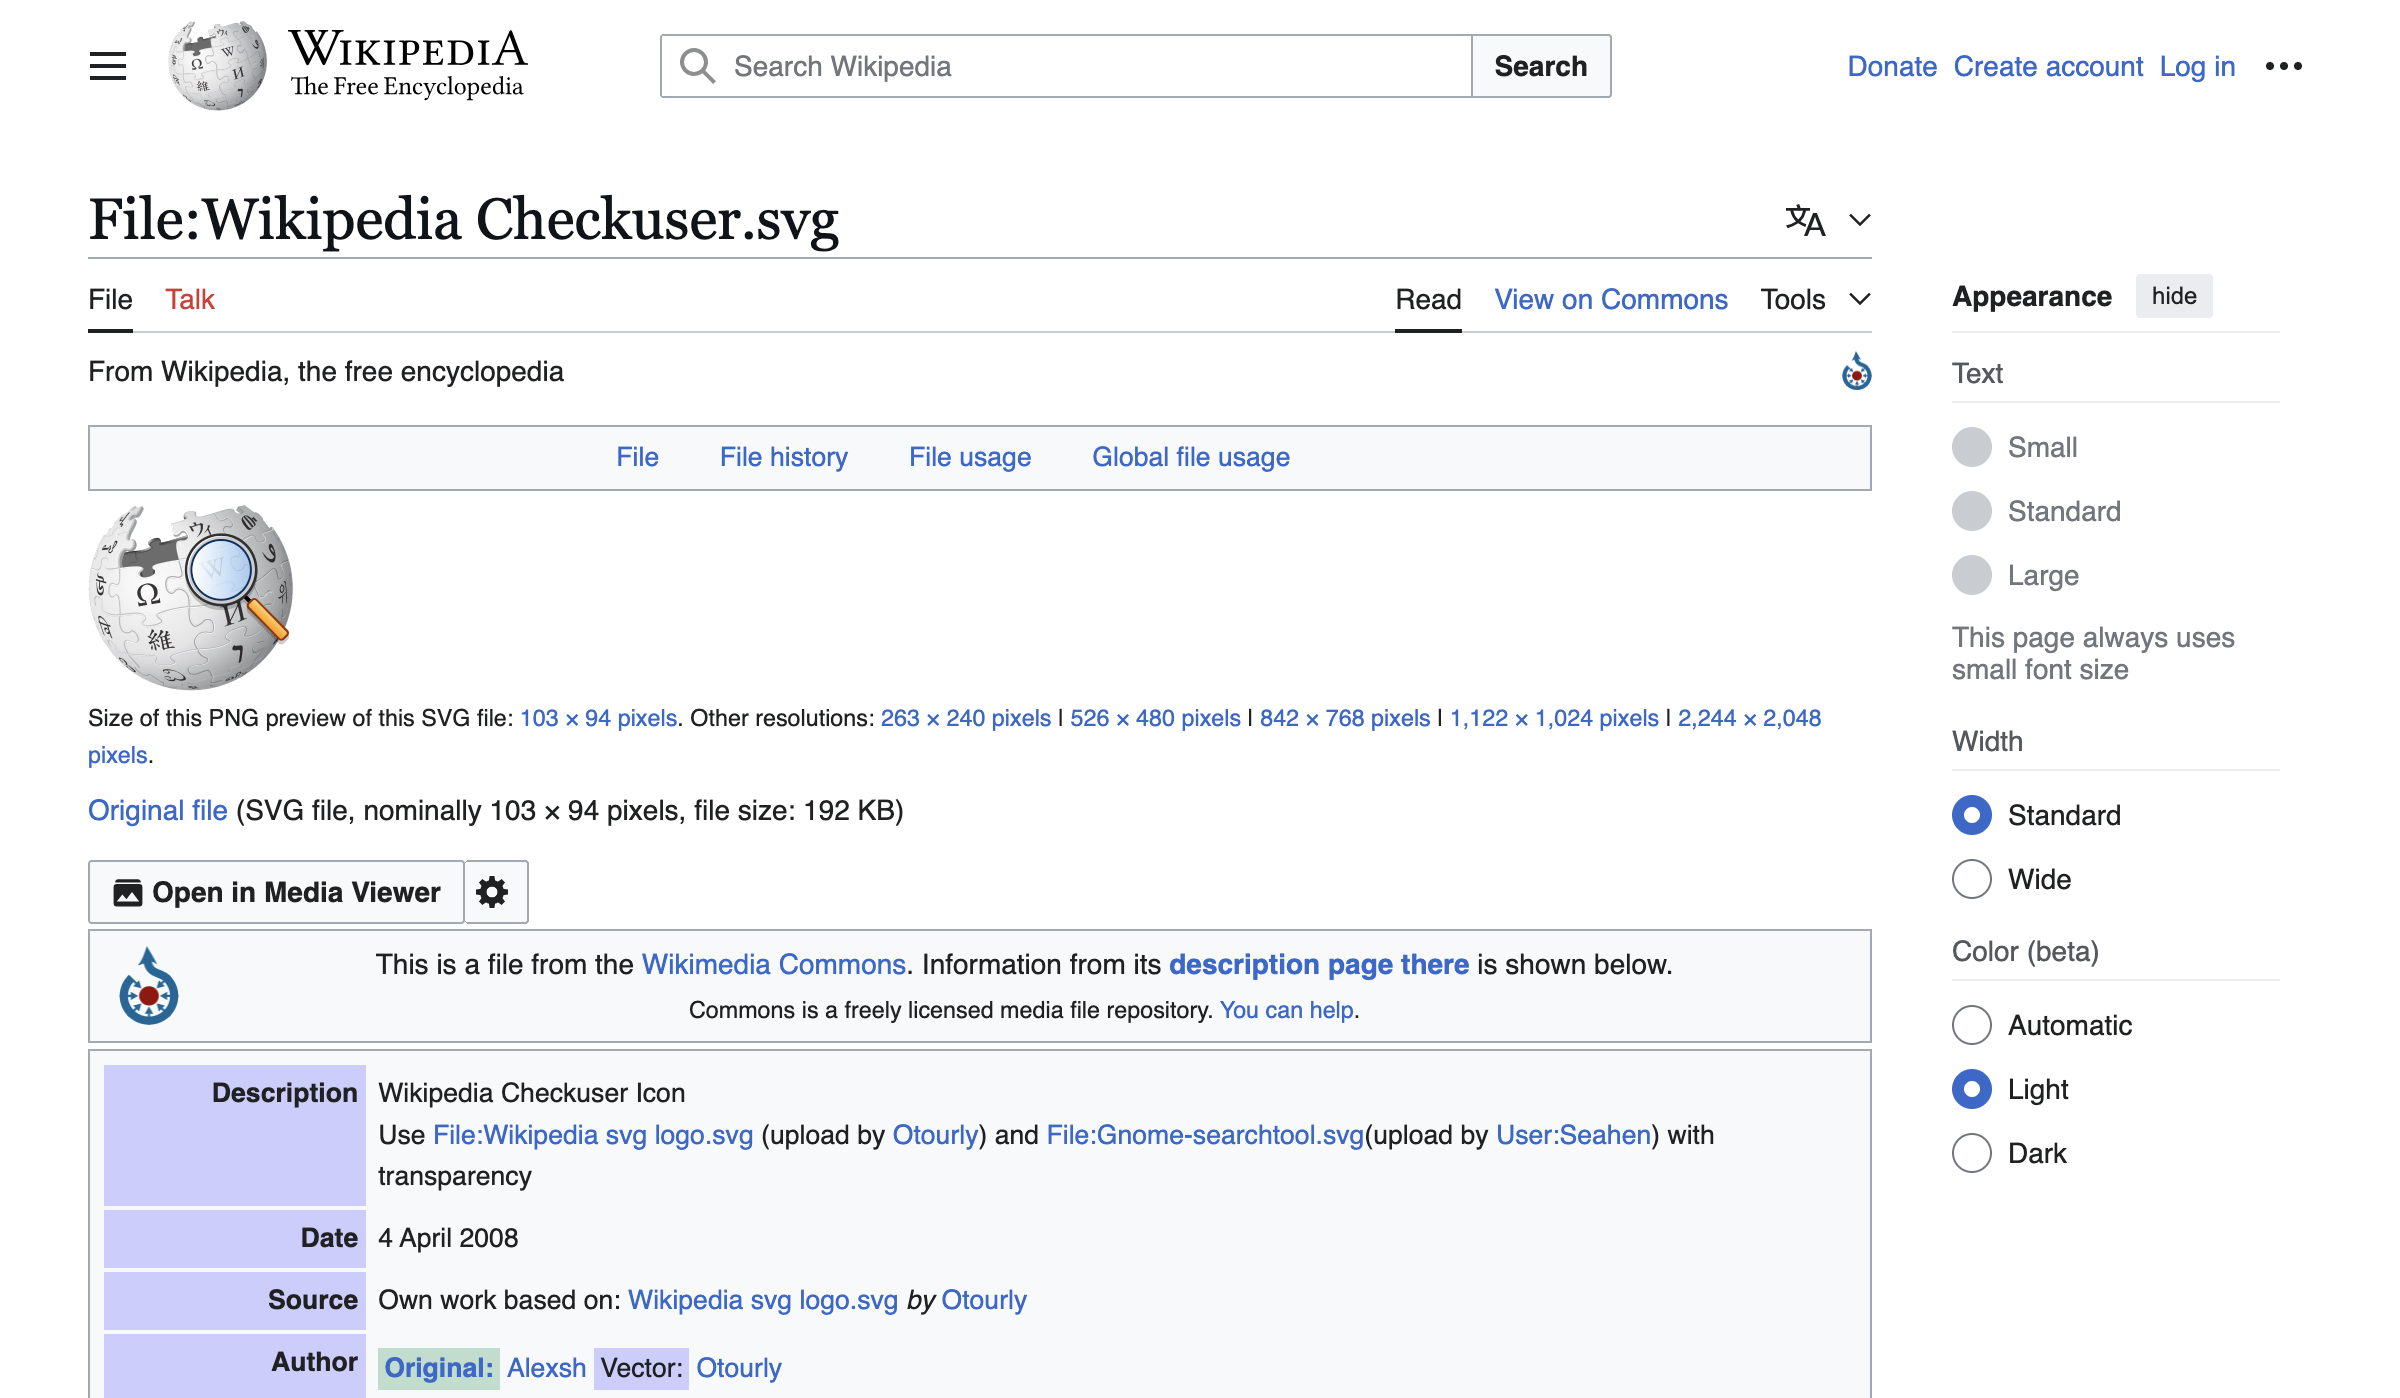 WIKIPEDIA
The Free Encyclopedia
Search Wikipedia
Search
Donate Create account Log in
File:Wikipedia Checkuser.svg
File Talk
Read View on Commons Tools
From Wikipedia, the free encyclopedia
File File history File usage Global file usage
Ω
W
И
維
ウィ
Size of this PNG preview of this SVG file: 103 × 94 pixels. Other resolutions: 263 × 240 pixels | 526 × 480 pixels | 842 × 768 pixels | 1,122 × 1,024 pixels | 2,244 × 2,048
pixels.
Original file (SVG file, nominally 103 × 94 pixels, file size: 192 KB)
Open in Media Viewer
This is a file from the Wikimedia Commons. Information from its description page there is shown below.
Commons is a freely licensed media file repository. You can help.
Description Wikipedia Checkuser Icon
Use File:Wikipedia svg logo.svg (upload by Otourly) and File:Gnome-searchtool.svg(upload by User:Seahen) with
transparency
Date 4 April 2008
Source Own work based on: Wikipedia svg logo.svg by Otourly
Author Original: Alexsh Vector: Otourly
Appearance hide
Text
Small
Standard
Large
This page always uses
small font size
Width
Standard
Wide
Color (beta)
Automatic
Light
Dark